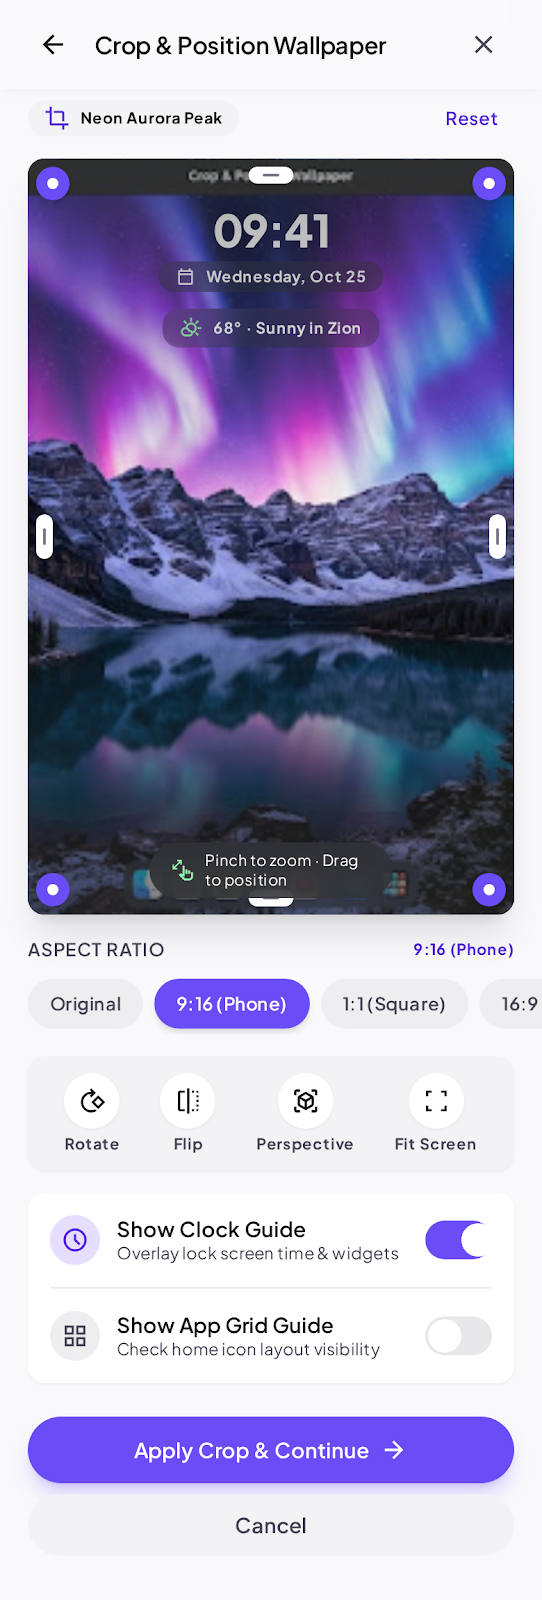 Crop & Position Wallpaper
Neon Aurora Peak
Reset
09:41
Wednesday, Oct 25
68° · Sunny in Zion
Pinch to zoom · Drag
to position
ASPECT RATIO
9:16 (Phone)
Original
9:16 (Phone)
1:1 (Square)
16:9
Rotate
Flip
Perspective
Fit Screen
Show Clock Guide
Overlay lock screen time & widgets
Show App Grid Guide
Check home icon layout visibility
Apply Crop & Continue
Cancel